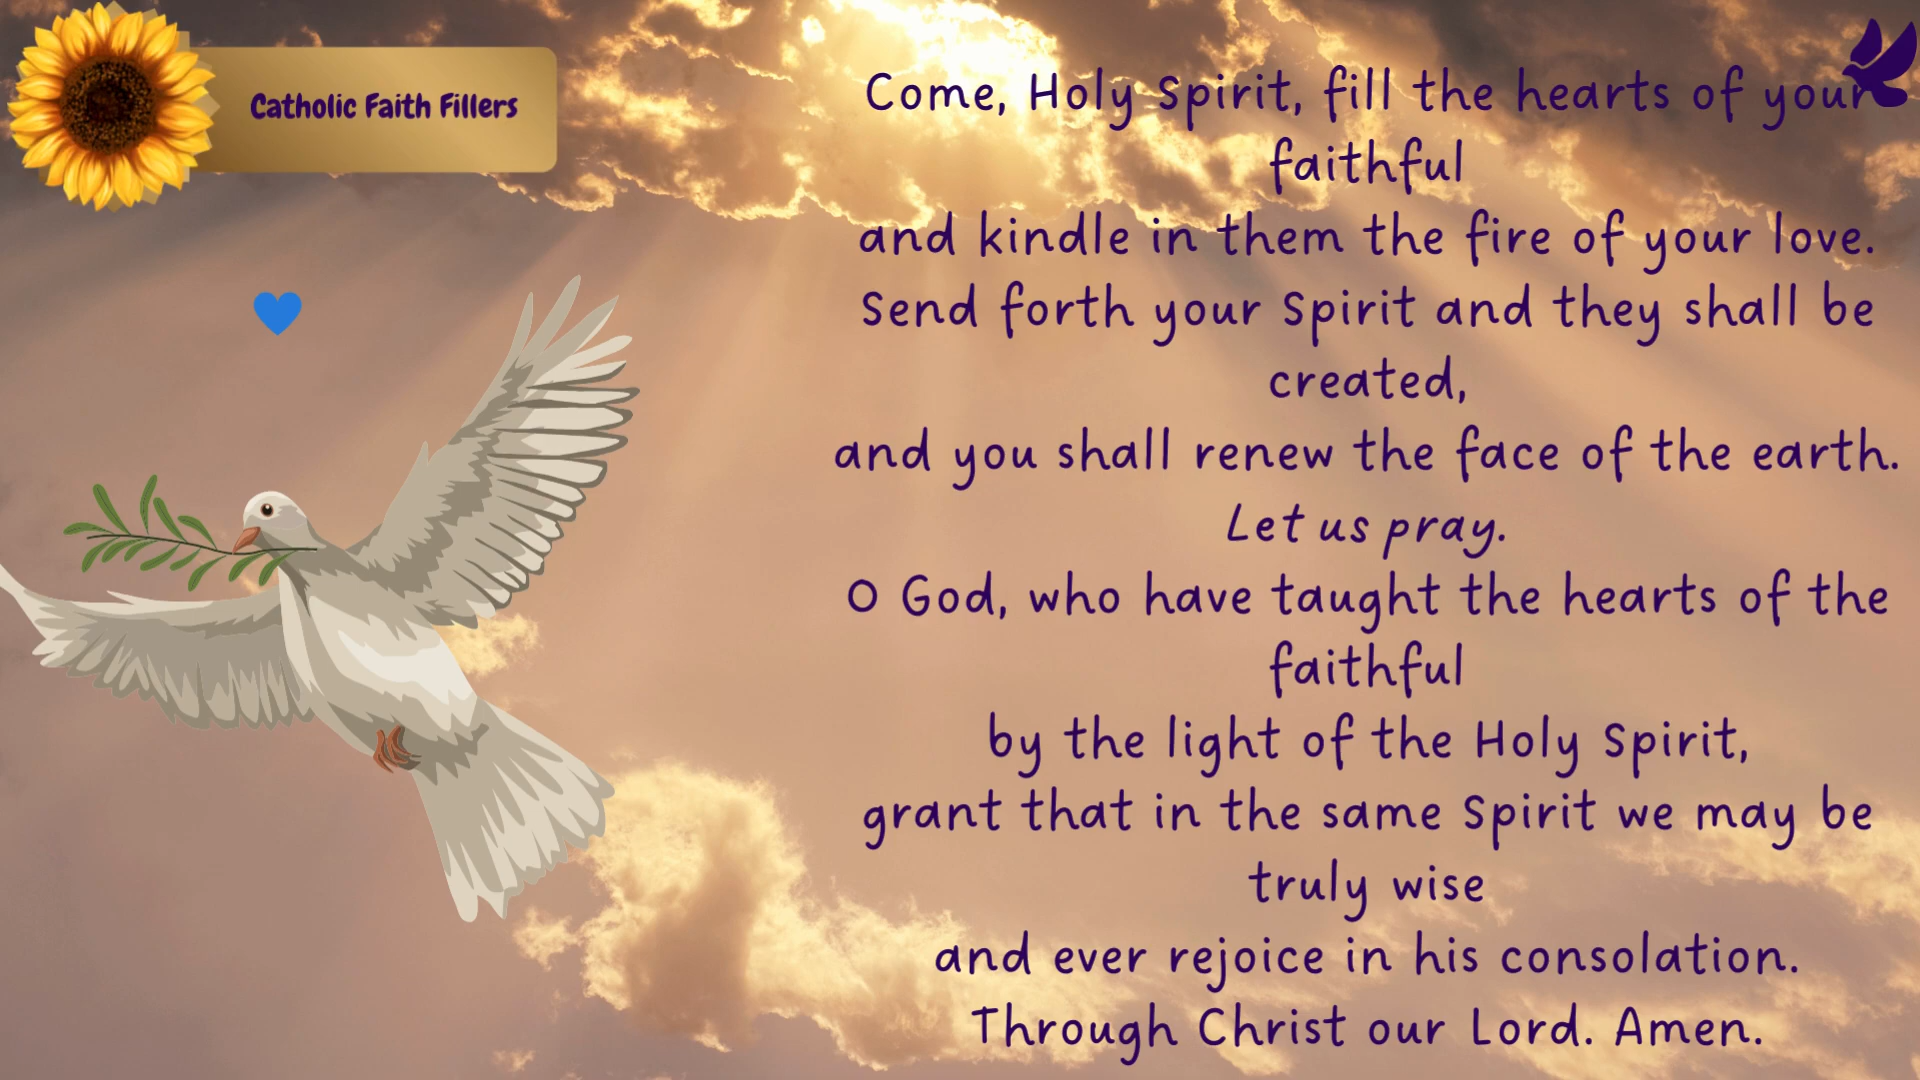 Catholic Faith Fillers
Come, Holy Spirit, fill the hearts of your
faithful
and kindle in them the fire of your love.
Send forth your Spirit and they shall be
created,
and you shall renew the face of the earth.
Let us pray.
O God, who have taught the hearts of the
faithful
by the light of the Holy Spirit,
grant that in the same Spirit we may be
truly wise
and ever rejoice in his consolation.
Through Christ our Lord. Amen.